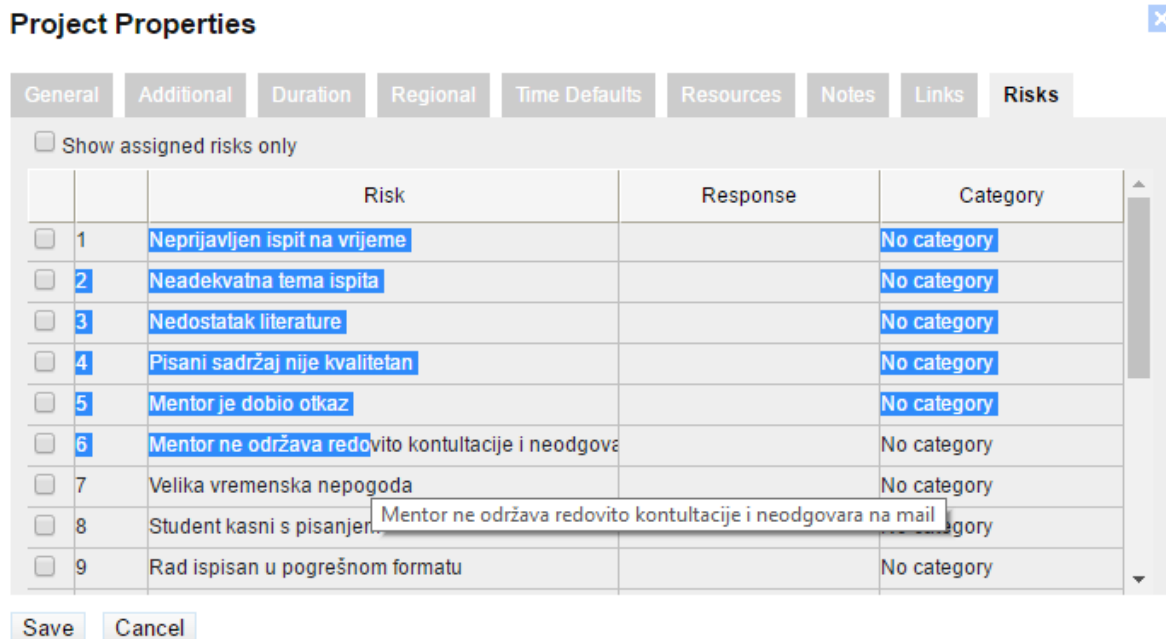 Project Properties
General Additional Duration Regional Time Defaults Resources Notes Links Risks
Show assigned risks only
Risk Response Category
1 Neprijavljen ispit na vrijeme No category
2 Neadekvatna tema ispita No category
3 Nedostatak literature No category
4 Pisani sadržaj nije kvalitetan No category
5 Mentor je dobio otkaz No category
6 Mentor ne održava redovito kontultacije i neodgova No category
7 Velika vremenska nepogoda No category
Mentor ne održava redovito kontultacije i neodgovara na mail
8 Student kasni s pisanjem
9 Rad ispisan u pogrešnom formatu No category
Save Cancel